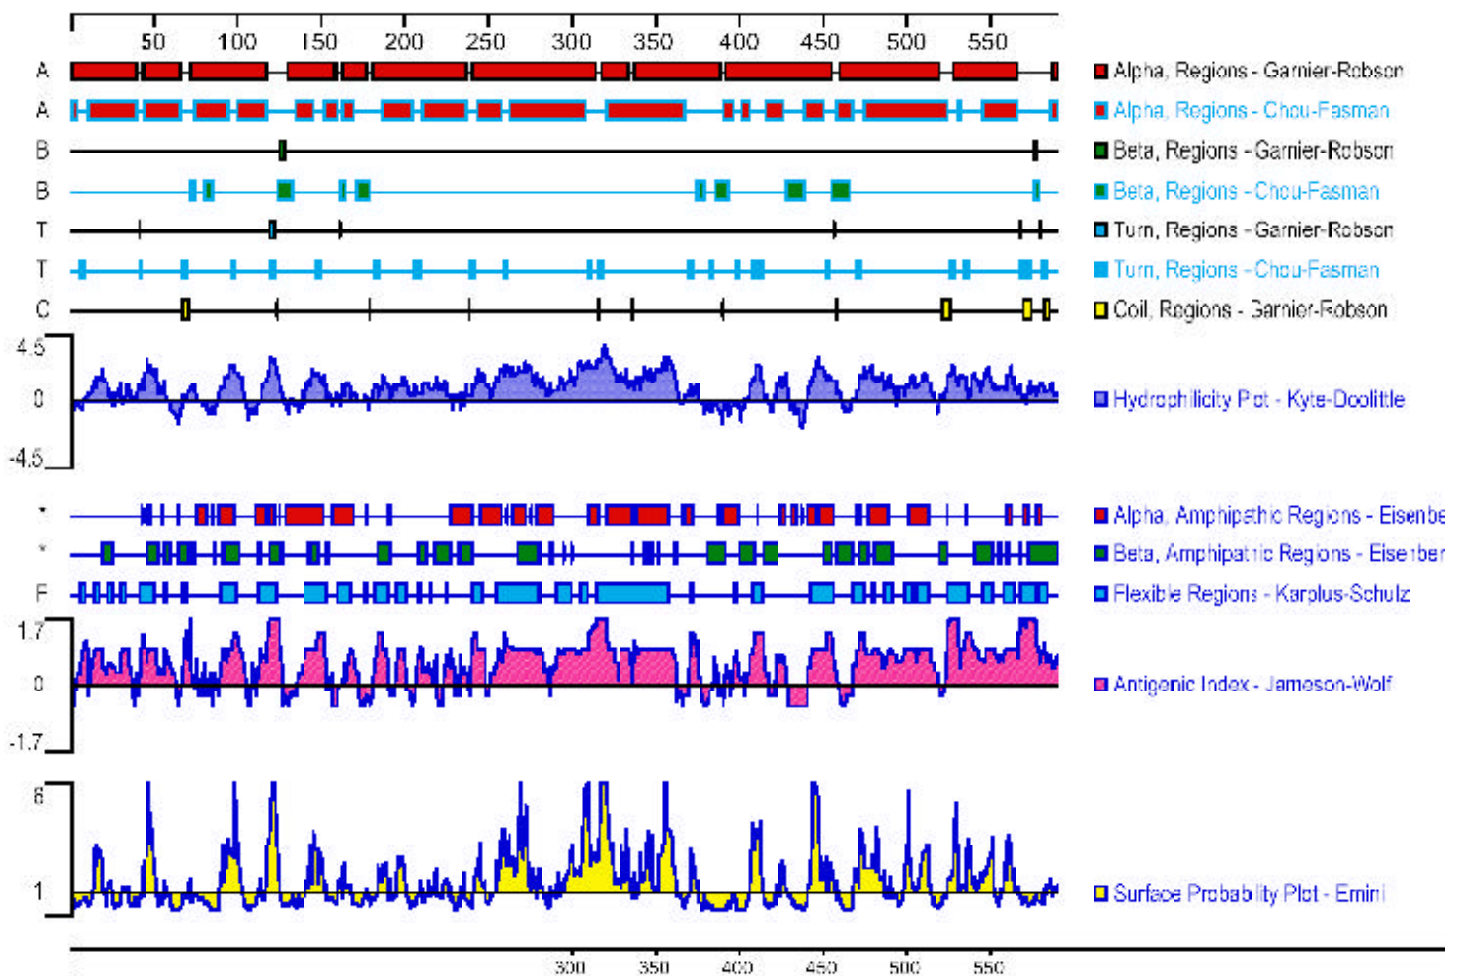 50 100 150 200 250 300 350 400 450 500 550
A Alpha, Regions - Garnier-Robson
A Alpha, Regions - Chou-Fasman
B Beta, Regions - Garnier-Robson
B Beta, Regions - Chou-Fasman
T Turn, Regions - Garnier-Robson
T Turn, Regions - Chou-Fasman
C Coil, Regions - Garnier-Robson
4.5
0 Hydrophilicity Plot - Kyte-Doolittle
-4.5
* Alpha, Amphipathic Regions - Eisenbe
* Beta, Amphipathic Regions - Eisenber
F Flexible Regions - Karplus-Schulz
1.7
0 Antigenic Index - Jameson-Wolf
-1.7
6
1 Surface Probability Plot - Emini
300 350 400 450 500 550